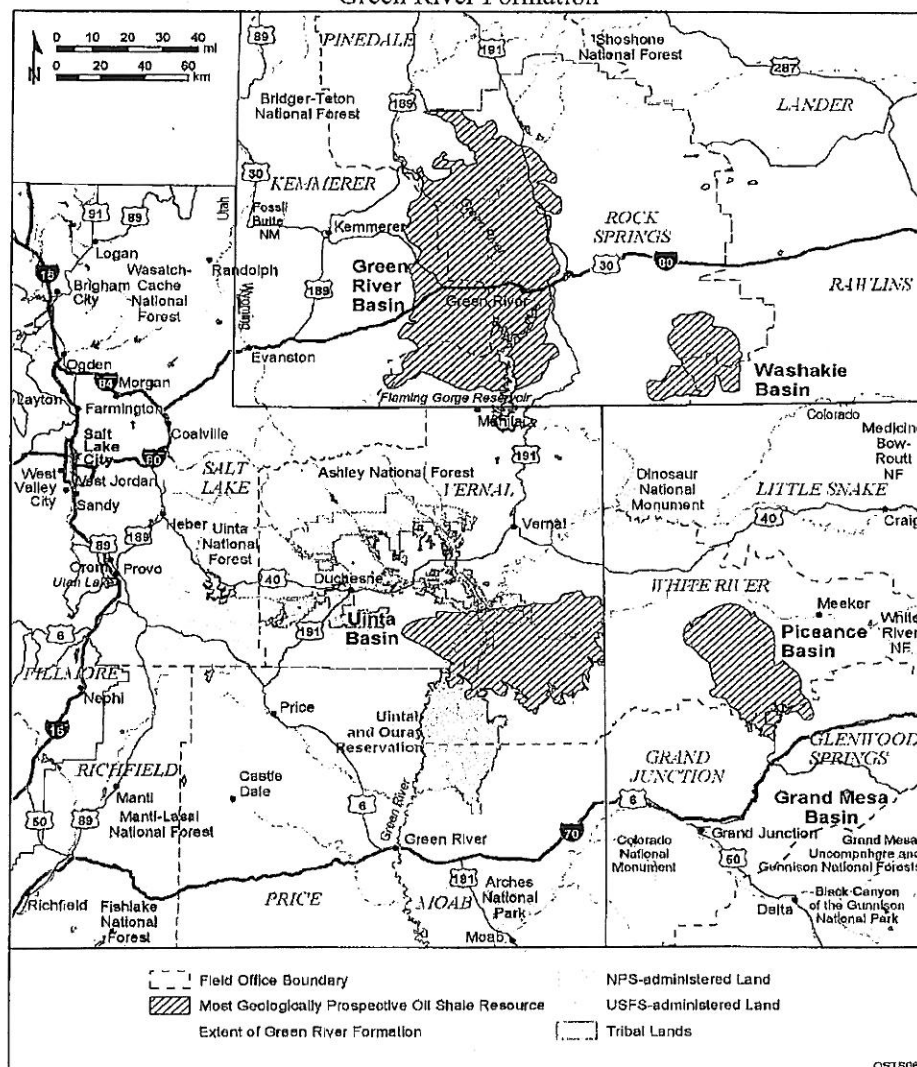 Green River Formation
0 10 20 30 40
mi
0 20 40 60
km
N
89
PINEDALE
191
Shoshone
National Forest
287
189
Bridger-Teton
National Forest
LANDER
30
KEMMERER
Fossil
Butte
NM
Kemmerer
ROCK
SPRINGS
Green
River
Basin
189
Green River
30
80
RAWLINS
Evanston
Washakie
Basin
Flaming Gorge Reservoir
Manila
91
89
Utah
Logan
15
Wasatch-
Cache
National
Forest
Randolph
Brigham
City
Wyoming
Ogden
84
Morgan
Layton
Farmington
Salt
Lake
City
Coalville
80
West
Valley
City
West Jordan
Sandy
SALT
LAKE
Ashley National Forest
VERNAL
191
Dinosaur
National
Monument
Colorado
Medicine
Bow-
Routt
NF
LITTLE SNAKE
40
Craig
Heber
189
89
Uinta
National
Forest
Vernal
Orem
Utah Lake
Provo
40
Duchesne
191
Uinta
Basin
WHITE RIVER
Meeker
White
River
NF
Piceance
Basin
6
FILLMORE
Nephi
15
Price
Uintah
and Ouray
Reservation
RICHFIELD
Manti
Castle
Dale
GRAND
JUNCTION
GLENWOOD
SPRINGS
50
89
Manti-Lasal
National Forest
6
Green River
Green River
70
6
Grand Mesa
Basin
Colorado
National
Monument
Grand Junction
50
Grand Mesa
Uncompahgre and
Gunnison National Forests
191
Arches
National
Park
Richfield
Fishlake
National
Forest
PRICE
MOAB
Moab
Delta
Black Canyon
of the Gunnison
National Park
Field Office Boundary
Most Geologically Prospective Oil Shale Resource
Extent of Green River Formation
NPS-administered Land
USFS-administered Land
Tribal Lands